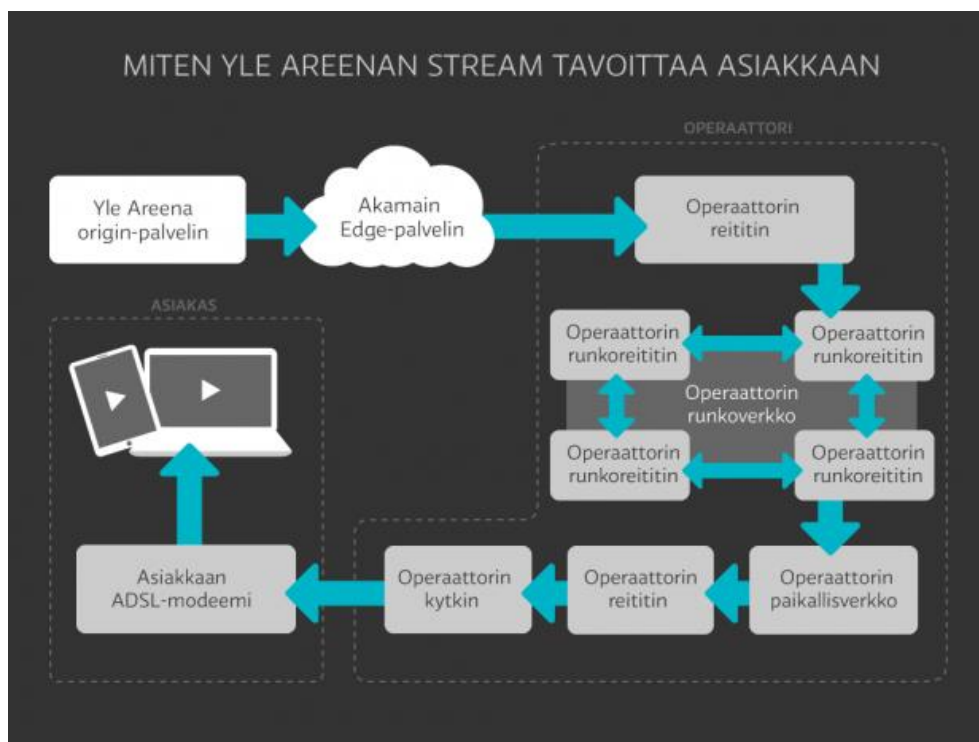 MITEN YLE AREENAN STREAM TAVOITTAA ASIAKKAAN
OPERAATTORI
Yle Areena
origin-palvelin
Akamain
Edge-palvelin
Operaattorin
reititin
ASIAKAS
Operaattorin
runkoreititin
Operaattorin
runkoreititin
Operaattorin
runkoverkko
Operaattorin
runkoreititin
Operaattorin
runkoreititin
Asiakkaan
ADSL-modeemi
Operaattorin
kytkin
Operaattorin
reititin
Operaattorin
paikallisverkko